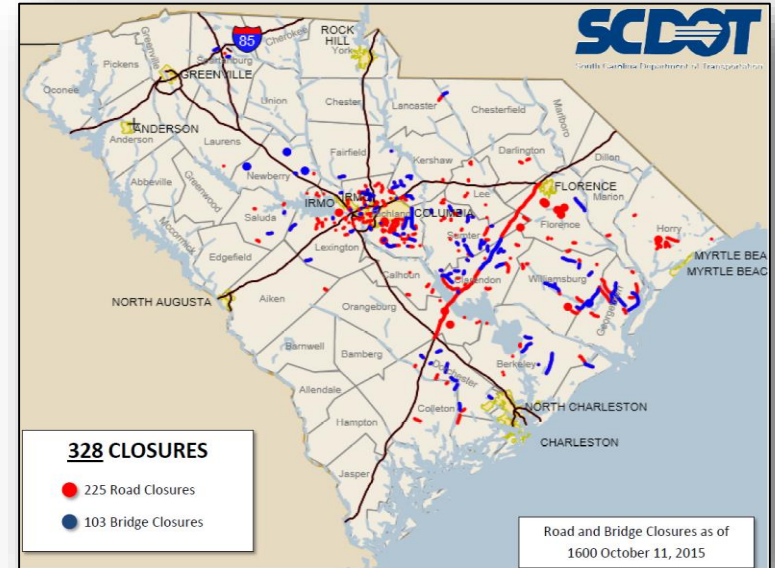 SCDOT
South Carolina Department of Transportation
85
ROCK
HILL
York
Cherokee
Greenville
Spartanburg
Pickens
GREENVILLE
Oconee
Union
Chester
Lancaster
Chesterfield
Marlboro
ANDERSON
Anderson
Laurens
Fairfield
Kershaw
Darlington
Dillon
Abbeville
Greenwood
Newberry
Lee
FLORENCE
Marion
IRMO
COLUMBIA
Saluda
Florence
Horry
McCormick
Lexington
Sumter
Edgefield
Calhoun
Clarendon
Williamsburg
MYRTLE BEA
MYRTLE BEAC
NORTH AUGUSTA
Aiken
Orangeburg
Georgetown
Barnwell
Bamberg
Dorchester
Berkeley
Allendale
Colleton
NORTH CHARLESTON
Hampton
CHARLESTON
Jasper
328 CLOSURES
225 Road Closures
103 Bridge Closures
Road and Bridge Closures as of
1600 October 11, 2015